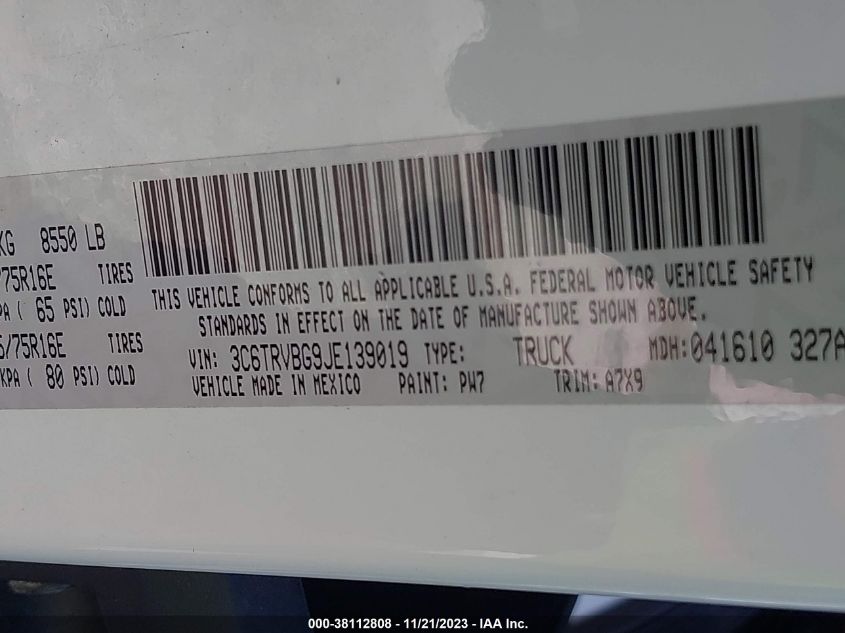 KG 8550 LB
/75R16E TIRES
KPA ( 65 PSI) COLD
/75R16E TIRES
KPA ( 80 PSI) COLD
THIS VEHICLE CONFORMS TO ALL APPLICABLE U.S.A. FEDERAL MOTOR VEHICLE SAFETY
STANDARDS IN EFFECT ON THE DATE OF MANUFACTURE SHOWN ABOVE.
VIN: 3C6TRVBG9JE139019 TYPE: TRUCK MDH:041610 327A
VEHICLE MADE IN MEXICO PAINT: PW7 TRIM: A7X9
000-38112808 - 11/21/2023 - IAA Inc.